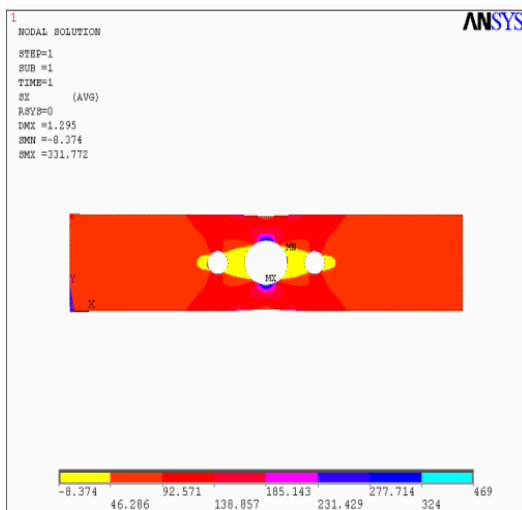 1
ANSYS
NODAL SOLUTION
STEP=1
SUB =1
TIME=1
SX (AVG)
RSYS=0
DMX =1.295
SMN =-8.374
SMX =331.772
MN
MX
Y
X
-8.374 92.571 185.143 277.714 469
46.286 138.857 231.429 324